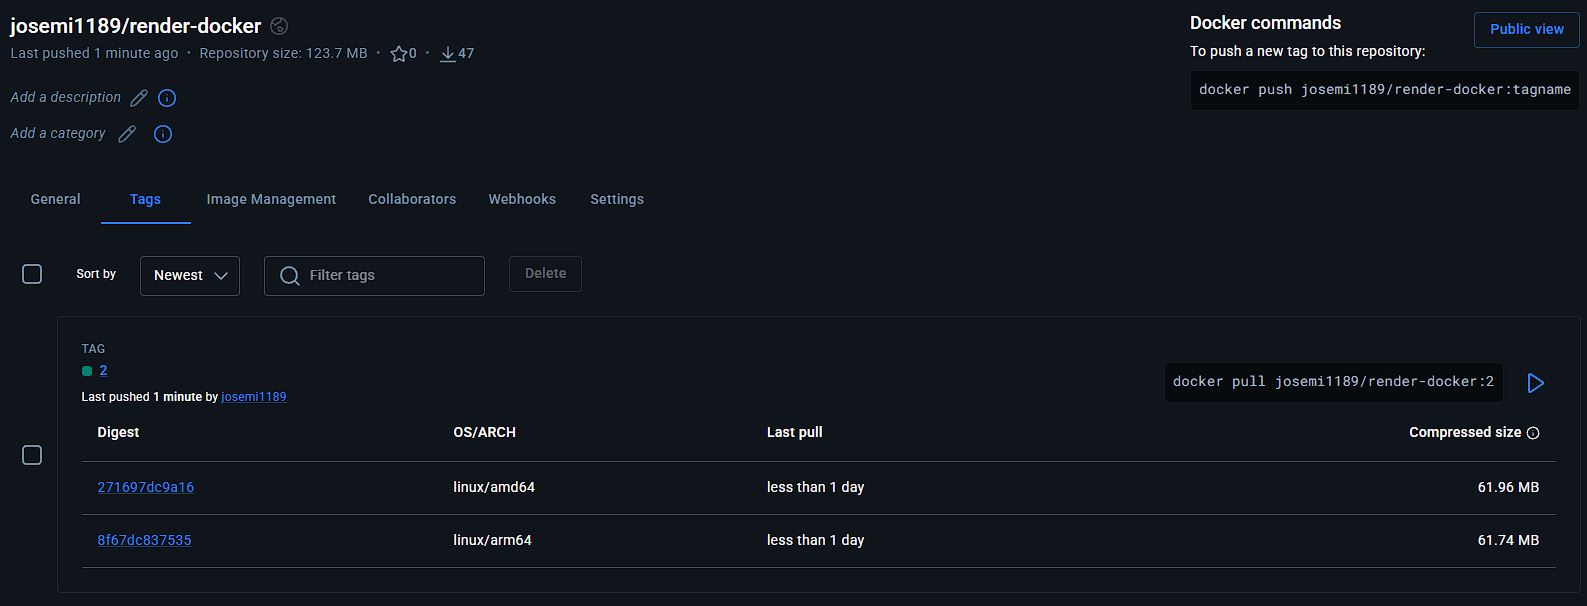 josemi1189/render-docker
Last pushed 1 minute ago • Repository size: 123.7 MB • 0 • 47
Add a description
Add a category
Docker commands
Public view
To push a new tag to this repository:
docker push josemi1189/render-docker:tagname
General Tags Image Management Collaborators Webhooks Settings
Sort by Newest Filter tags Delete
TAG
2
Last pushed 1 minute by josemi1189
docker pull josemi1189/render-docker:2
Digest OS/ARCH Last pull Compressed size
271697dc9a16 linux/amd64 less than 1 day 61.96 MB
8f67dc837535 linux/arm64 less than 1 day 61.74 MB